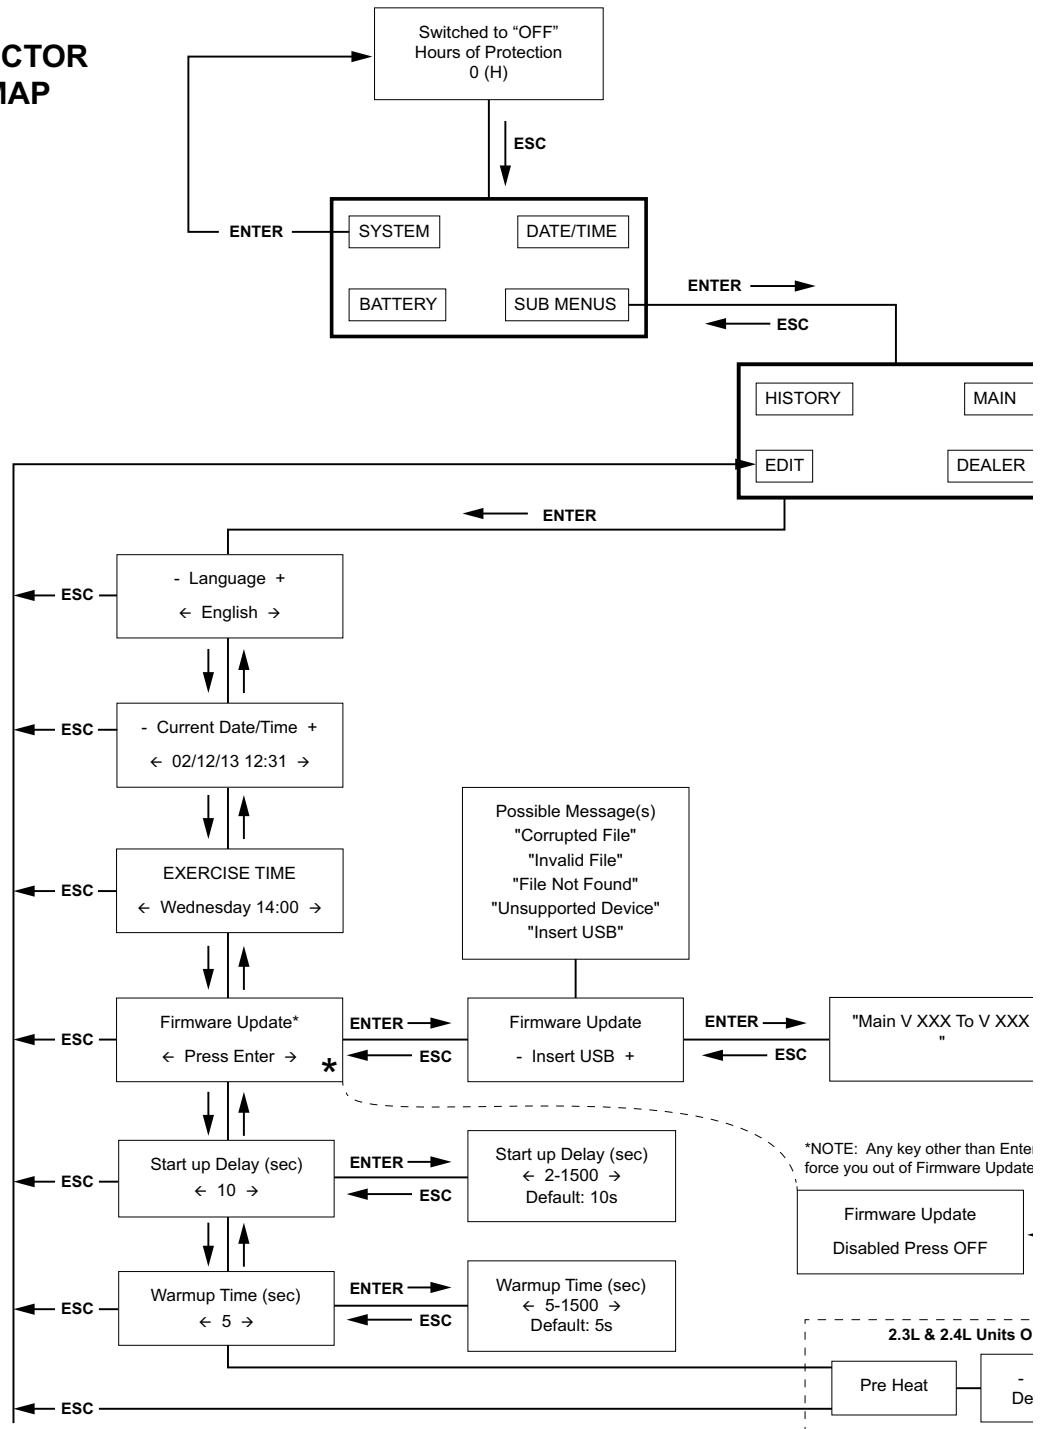 CTOR
MAP
Switched to “OFF”
Hours of Protection
0 (H)
ESC
ENTER
SYSTEM
DATE/TIME
BATTERY
SUB MENUS
ENTER
ESC
HISTORY
MAIN
EDIT
DEALER
ENTER
- Language +
← English →
ESC
- Current Date/Time +
← 02/12/13 12:31 →
ESC
EXERCISE TIME
← Wednesday 14:00 →
ESC
Possible Message(s)
"Corrupted File"
"Invalid File"
"File Not Found"
"Unsupported Device"
"Insert USB"
Firmware Update*
← Press Enter →
*
ESC
ENTER
ESC
Firmware Update
- Insert USB +
ENTER
ESC
"Main V XXX To V XXX
"
*NOTE: Any key other than Enter
force you out of Firmware Update
Firmware Update
Disabled Press OFF
Start up Delay (sec)
← 10 →
ESC
ENTER
ESC
Start up Delay (sec)
← 2-1500 →
Default: 10s
Warmup Time (sec)
← 5 →
ESC
ENTER
ESC
Warmup Time (sec)
← 5-1500 →
Default: 5s
2.3L & 2.4L Units O
Pre Heat
-
De
ESC